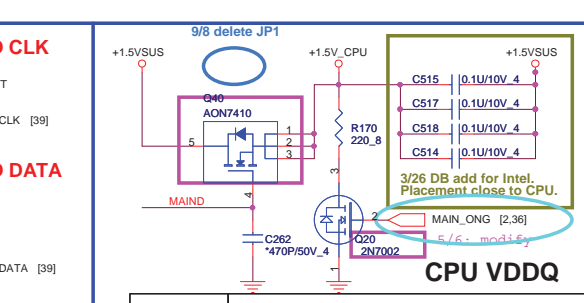 9/8 delete JP1
CLK
+1.5VSUS
+1.5V_CPU
+1.5VSUS
T
Q40
AON7410
C515
0.1U/10V_4
C517
0.1U/10V_4
CLK [39]
R170
220_8
C518
0.1U/10V_4
5
1
2
3
C514
0.1U/10V_4
DATA
3/26 DB add for Intel.
Placement close to CPU.
MAIND
4
3
2
MAIN_ONG [2,36]
C262
*470P/50V_4
Q20
2N7002
5/6: modify
1
DATA [39]
CPU VDDQ